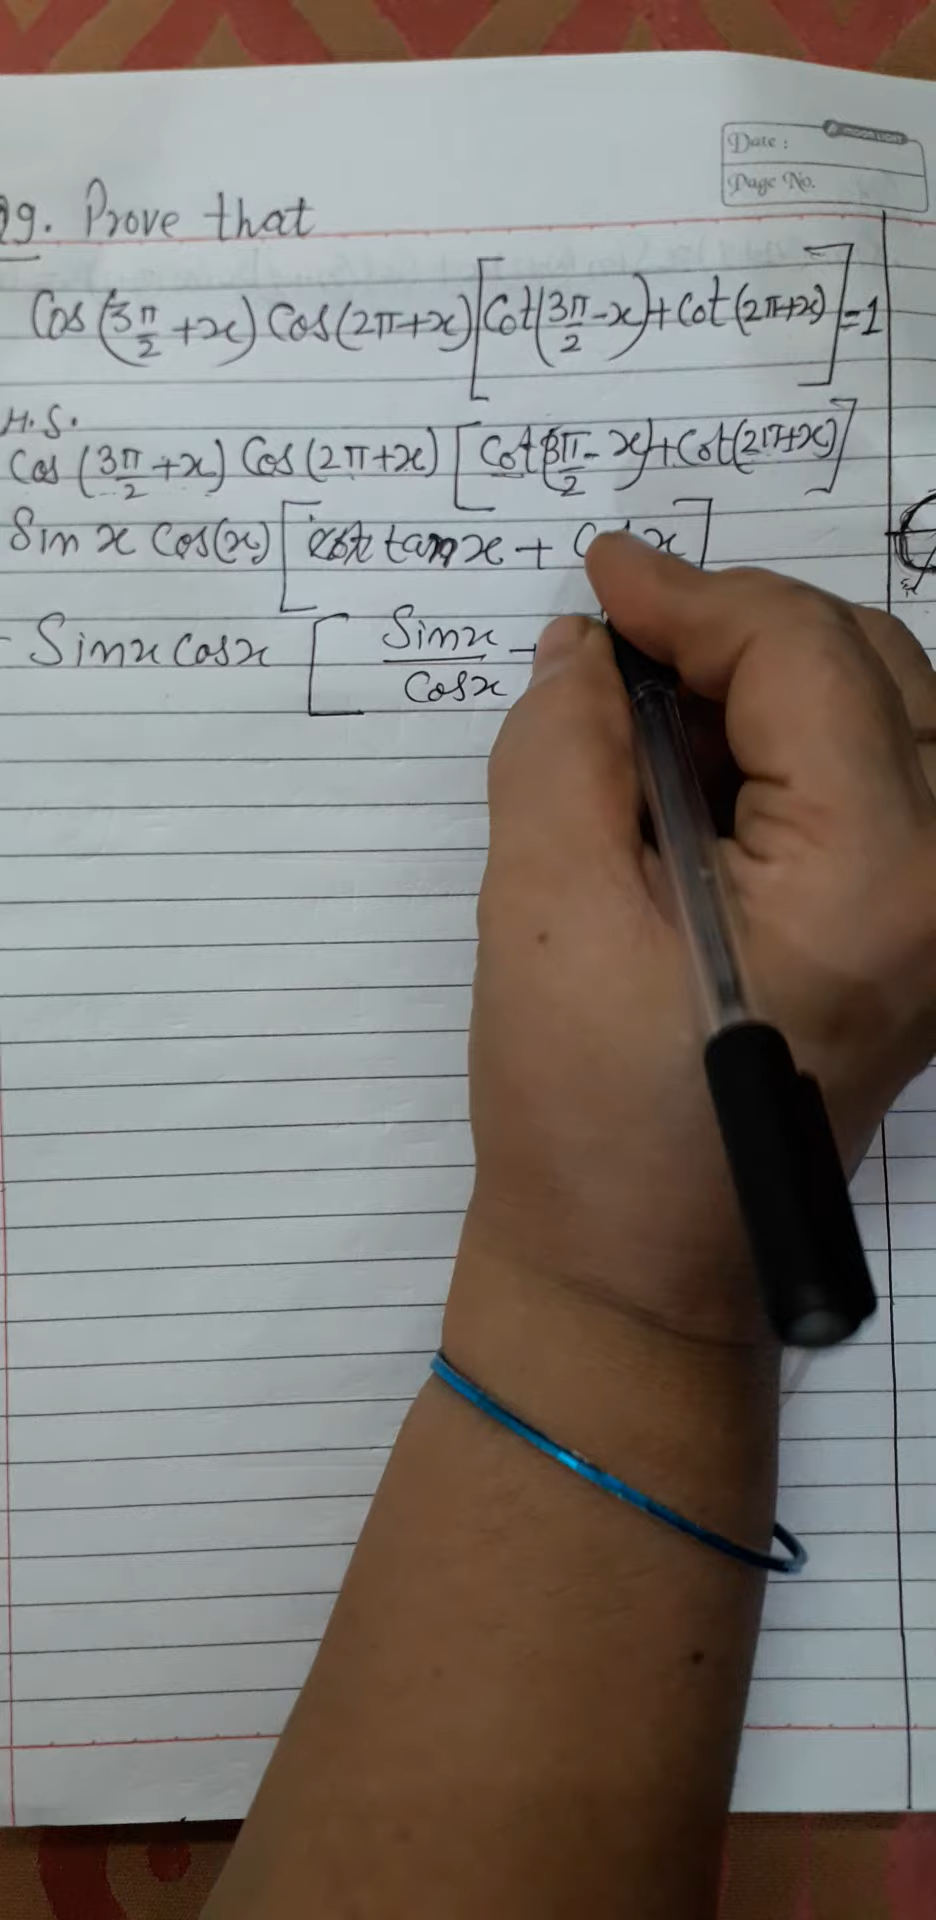 Date :
MOONLIGHT
Page No.
9. Prove that
Cos(3π/2 + x) Cos(2π+x) [Cot(3π/2 - x) + Cot(2π+x)] = 1
H.S.
Cos(3π/2 + x) Cos(2π+x) [Cot(3π/2 - x) + Cot(2π+x)]
Sin x Cos(x) [tan x + x]
Sin x Cos x [Sin x / Cos x